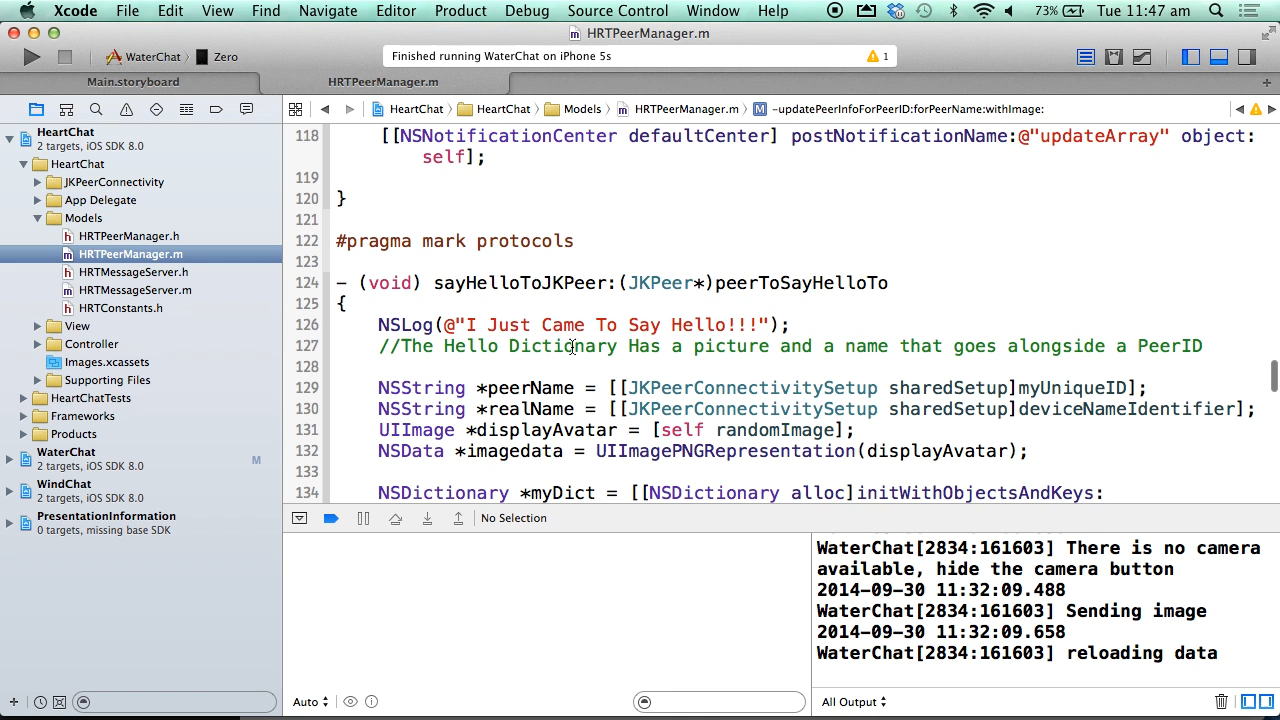 Xcode File Edit View Find Navigate Editor Product Debug Source Control Window Help 73% Tue 11:47 am
HRTPeerManager.m
WaterChat 〉 Zero
Finished running WaterChat on iPhone 5s 1
Main.storyboard HRTPeerManager.m
HeartChat 〉 HeartChat 〉 Models 〉 HRTPeerManager.m 〉 M -updatePeerInfoForPeerID:forPeerName:withImage:
HeartChat
2 targets, iOS SDK 8.0
HeartChat
JKPeerConnectivity
App Delegate
Models
HRTPeerManager.h
HRTPeerManager.m
HRTMessageServer.h
HRTMessageServer.m
HRTConstants.h
View
Controller
Images.xcassets
Supporting Files
HeartChatTests
Frameworks
Products
WaterChat M
2 targets, iOS SDK 8.0
WindChat
2 targets, iOS SDK 8.0
PresentationInformation
0 targets, missing base SDK
118 [[NSNotificationCenter defaultCenter] postNotificationName:@"updateArray" object:
self];
119
120 }
121
122 #pragma mark protocols
123
124 - (void) sayHelloToJKPeer:(JKPeer*)peerToSayHelloTo
125 {
126 NSLog(@"I Just Came To Say Hello!!!");
127 //The Hello Dictionary Has a picture and a name that goes alongside a PeerID
128
129 NSString *peerName = [[JKPeerConnectivitySetup sharedSetup]myUniqueID];
130 NSString *realName = [[JKPeerConnectivitySetup sharedSetup]deviceNameIdentifier];
131 UIImage *displayAvatar = [self randomImage];
132 NSData *imagedata = UIImagePNGRepresentation(displayAvatar);
133
134 NSDictionary *myDict = [[NSDictionary alloc]initWithObjectsAndKeys:
No Selection
WaterChat[2834:161603] There is no camera
available, hide the camera button
2014-09-30 11:32:09.488
WaterChat[2834:161603] Sending image
2014-09-30 11:32:09.658
WaterChat[2834:161603] reloading data
Auto
All Output